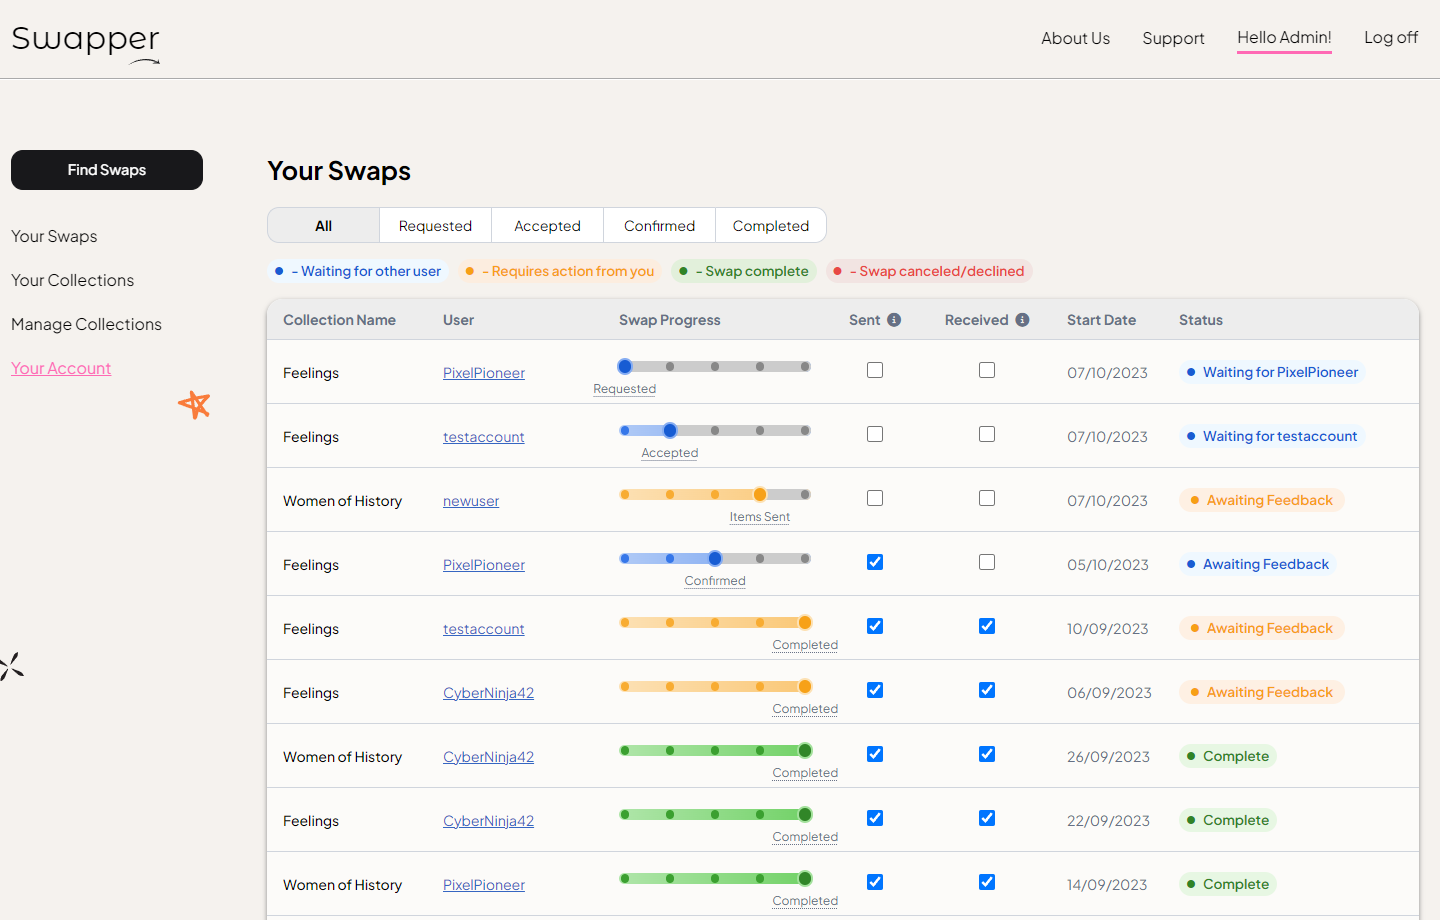 Swapper
About Us Support Hello Admin! Log off
Find Swaps
Your Swaps
Your Collections
Manage Collections
Your Account
Your Swaps
All Requested Accepted Confirmed Completed
- Waiting for other user - Requires action from you - Swap complete - Swap canceled/declined
Collection Name User Swap Progress Sent Received Start Date Status
Feelings PixelPioneer 07/10/2023 Waiting for PixelPioneer
Requested
Feelings testaccount 07/10/2023 Waiting for testaccount
Accepted
Women of History newuser 07/10/2023 Awaiting Feedback
Items Sent
Feelings PixelPioneer 05/10/2023 Awaiting Feedback
Confirmed
Feelings testaccount 10/09/2023 Awaiting Feedback
Completed
Feelings CyberNinja42 06/09/2023 Awaiting Feedback
Completed
Women of History CyberNinja42 26/09/2023 Complete
Completed
Feelings CyberNinja42 22/09/2023 Complete
Completed
Women of History PixelPioneer 14/09/2023 Complete
Completed